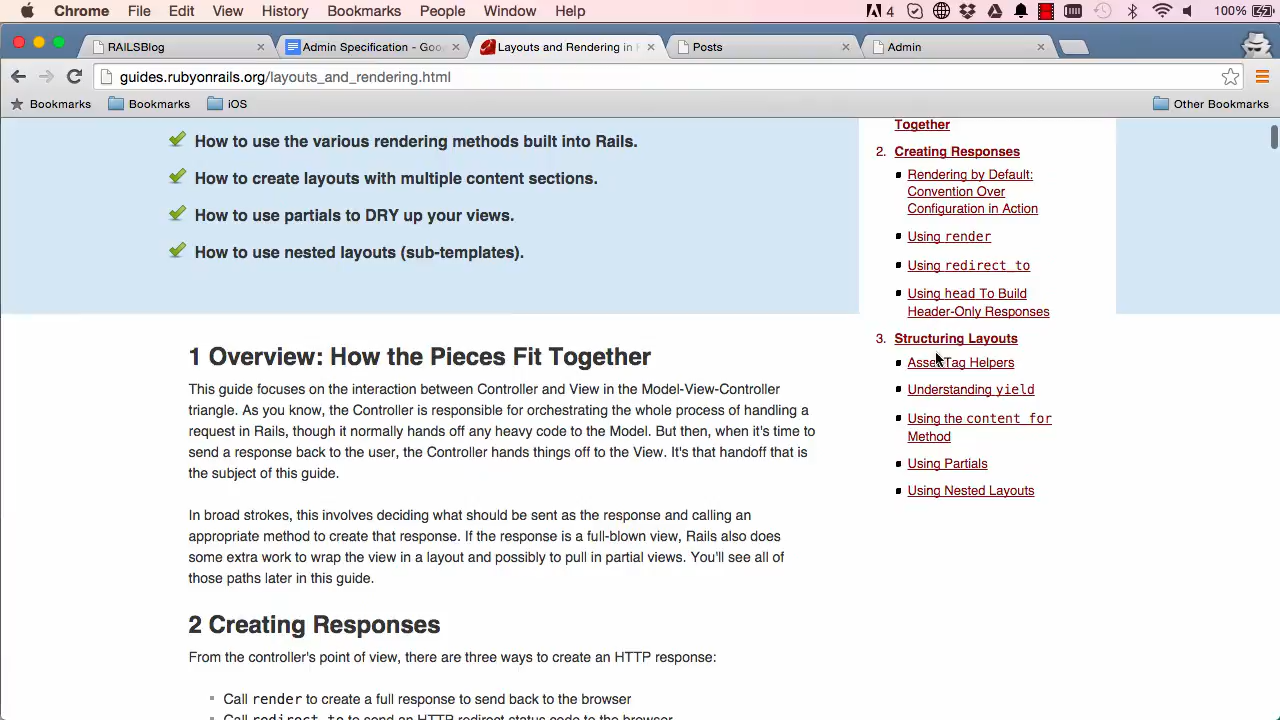 Chrome File Edit View History Bookmarks People Window Help 4 100%
RAILSBlog Admin Specification - Goo Layouts and Rendering in Posts Admin
guides.rubyonrails.org/layouts_and_rendering.html
Bookmarks Bookmarks iOS Other Bookmarks
How to use the various rendering methods built into Rails.
How to create layouts with multiple content sections.
How to use partials to DRY up your views.
How to use nested layouts (sub-templates).
1 Overview: How the Pieces Fit Together
This guide focuses on the interaction between Controller and View in the Model-View-Controller
triangle. As you know, the Controller is responsible for orchestrating the whole process of handling a
request in Rails, though it normally hands off any heavy code to the Model. But then, when it's time to
send a response back to the user, the Controller hands things off to the View. It's that handoff that is
the subject of this guide.
In broad strokes, this involves deciding what should be sent as the response and calling an
appropriate method to create that response. If the response is a full-blown view, Rails also does
some extra work to wrap the view in a layout and possibly to pull in partial views. You'll see all of
those paths later in this guide.
2 Creating Responses
From the controller's point of view, there are three ways to create an HTTP response:
Call render to create a full response to send back to the browser
Call redirect_to to send an HTTP redirect status code to the browser
Together
2. Creating Responses
Rendering by Default:
Convention Over
Configuration in Action
Using render
Using redirect_to
Using head To Build
Header-Only Responses
3. Structuring Layouts
Asset Tag Helpers
Understanding yield
Using the content_for
Method
Using Partials
Using Nested Layouts